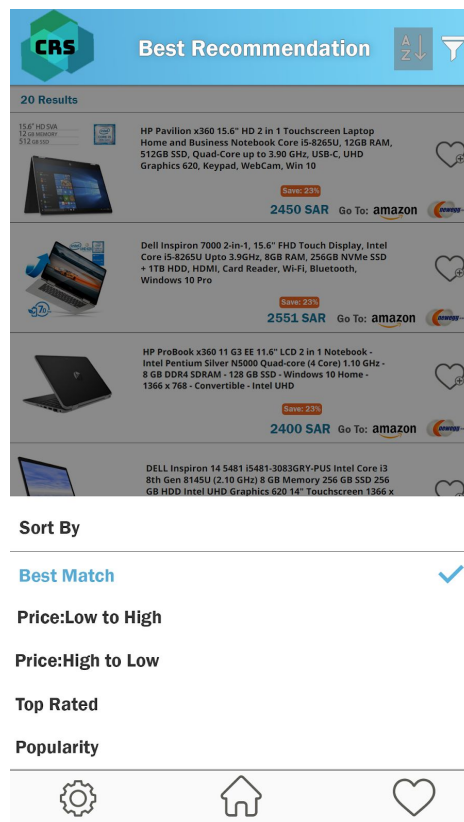 CRS
Best Recommendation
A
Z
20 Results
15.6" HD SVA
12 GB MEMORY
512 GB SSD
HP Pavilion x360 15.6" HD 2 in 1 Touchscreen Laptop
Home and Business Notebook Core i5-8265U, 12GB RAM,
512GB SSD, Quad-Core up to 3.90 GHz, USB-C, UHD
Graphics 620, Keypad, WebCam, Win 10
Save: 23%
2450 SAR Go To: amazon newegg
Dell Inspiron 7000 2-in-1, 15.6" FHD Touch Display, Intel
Core i5-8265U Upto 3.9GHz, 8GB RAM, 256GB NVMe SSD
+ 1TB HDD, HDMI, Card Reader, Wi-Fi, Bluetooth,
Windows 10 Pro
Save: 23%
2551 SAR Go To: amazon newegg
HP ProBook x360 11 G3 EE 11.6" LCD 2 in 1 Notebook -
Intel Pentium Silver N5000 Quad-core (4 Core) 1.10 GHz -
8 GB DDR4 SDRAM - 128 GB SSD - Windows 10 Home -
1366 x 768 - Convertible - Intel UHD
Save: 23%
2400 SAR Go To: amazon newegg
DELL Inspiron 14 5481 i5481-3083GRY-PUS Intel Core i3
8th Gen 8145U (2.10 GHz) 8 GB Memory 256 GB SSD 256
GB HDD Intel UHD Graphics 620 14" Touchscreen 1366 x
Sort By
Best Match
Price:Low to High
Price:High to Low
Top Rated
Popularity